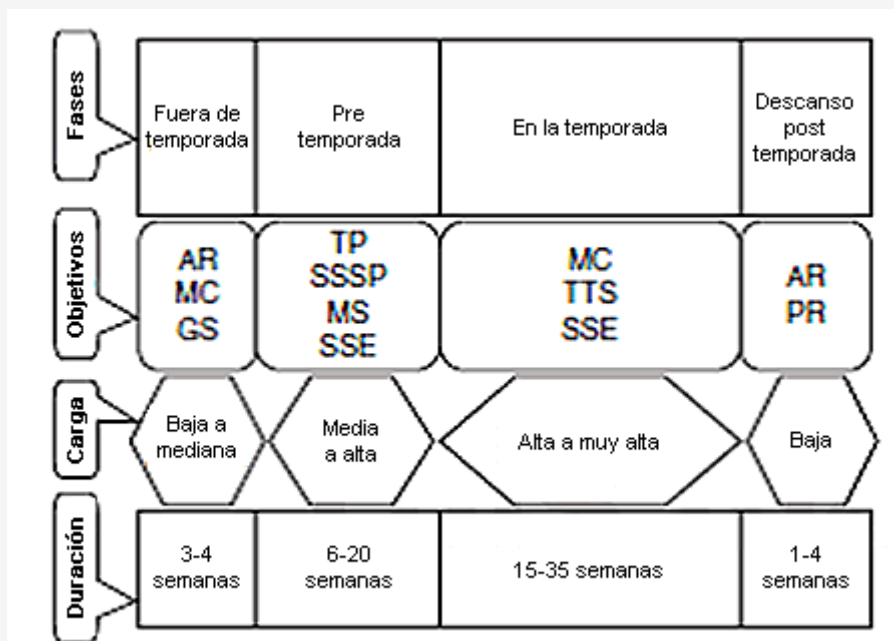 Fases
Fuera de
temporada
Pre
temporada
En la temporada
Descanso
post
temporada
Objetivos
AR
MC
GS
TP
SSSP
MS
SSE
MC
TTS
SSE
AR
PR
Carga
Baja a
mediana
Media
a alta
Alta a muy alta
Baja
Duración
3-4
semanas
6-20
semanas
15-35 semanas
1-4
semanas